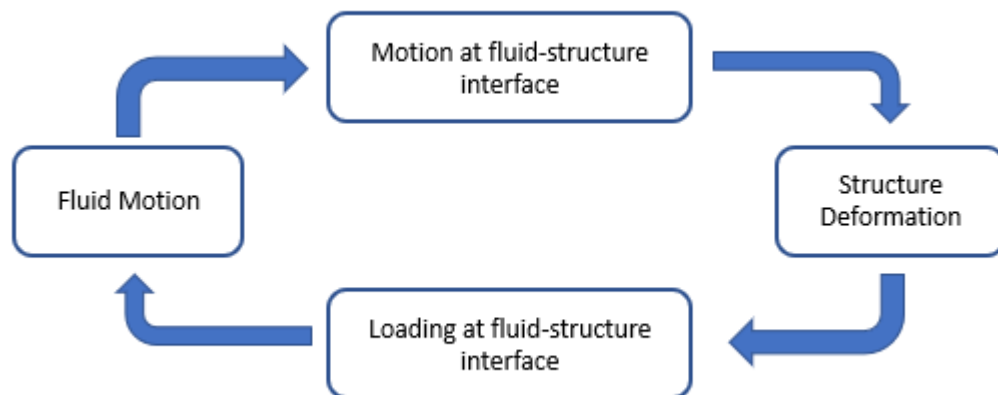 Motion at fluid-structure
interface
Fluid Motion
Structure
Deformation
Loading at fluid-structure
interface